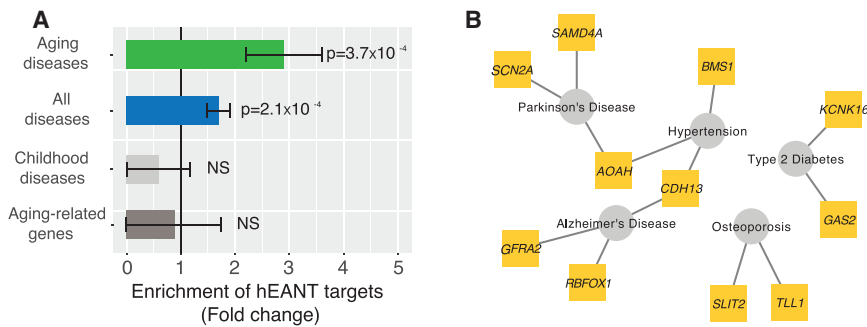 A
Aging
diseases
p=3.7x10 -4
All
diseases
p=2.1x10 -4
Childhood
diseases
NS
Aging-related
genes
NS
0 1 2 3 4 5
Enrichment of hEANT targets
(Fold change)
B
SAMD4A
SCN2A
BMS1
Parkinson's Disease
KCNK16
Hypertension
Type 2 Diabetes
AOAH
CDH13
Alzheimer's Disease
Osteoporosis
GAS2
GFRA2
RBFOX1
SLIT2
TLL1